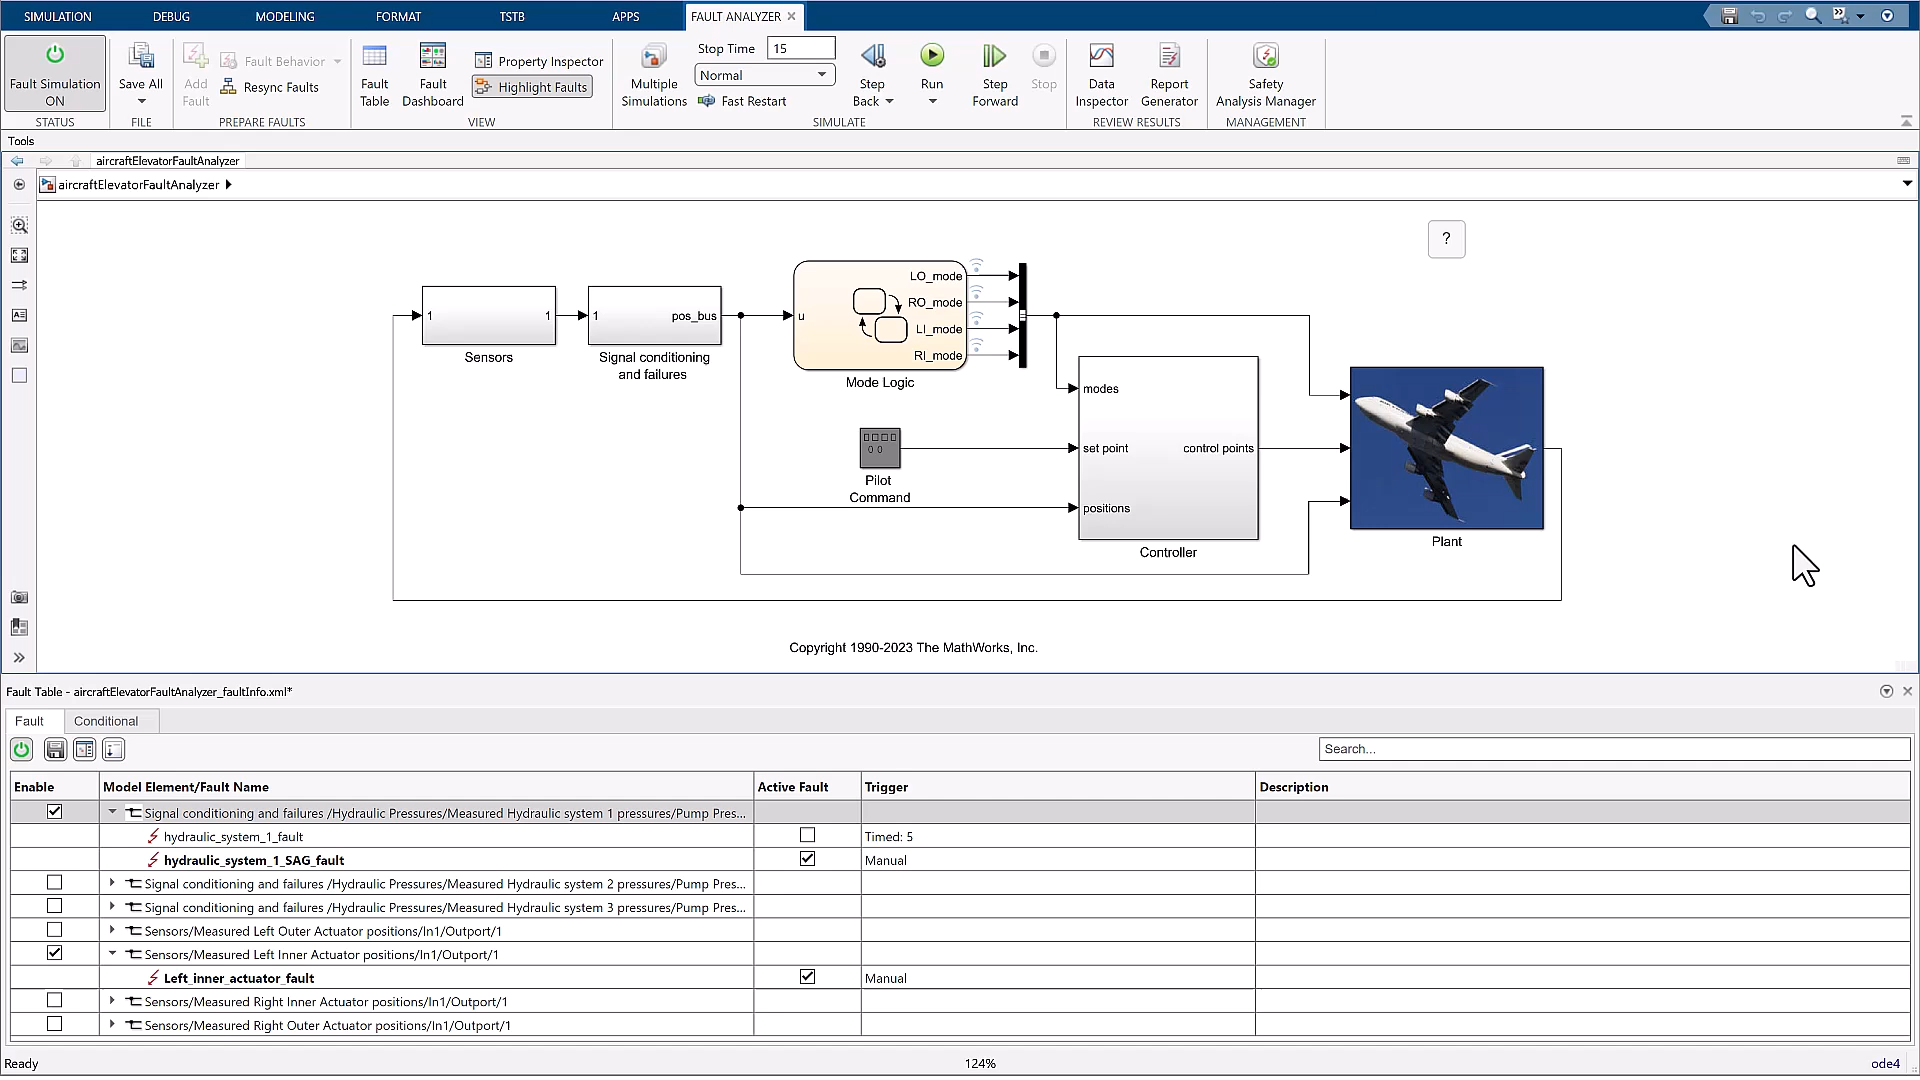 SIMULATION DEBUG MODELING FORMAT TSTB APPS FAULT ANALYZER
Fault Simulation ON
STATUS
Save All
FILE
Add Fault
Fault Behavior
Resync Faults
PREPARE FAULTS
Fault Table
Fault Dashboard
Property Inspector
Highlight Faults
VIEW
Multiple Simulations
Stop Time 15
Normal
Fast Restart
Step Back
Run
Step Forward
Stop
SIMULATE
Data Inspector
Report Generator
REVIEW RESULTS
Safety Analysis Manager
MANAGEMENT
Tools
aircraftElevatorFaultAnalyzer
aircraftElevatorFaultAnalyzer
?
1 1
Sensors
1 pos_bus
Signal conditioning
and failures
u
LO_mode
RO_mode
LI_mode
RI_mode
Mode Logic
Pilot
Command
modes
set point control points
positions
Controller
Plant
Copyright 1990-2023 The MathWorks, Inc.
Fault Table - aircraftElevatorFaultAnalyzer_faultInfo.xml*
Fault Conditional
Search...
Enable Model Element/Fault Name Active Fault Trigger Description
Signal conditioning and failures /Hydraulic Pressures/Measured Hydraulic system 1 pressures/Pump Pres...
hydraulic_system_1_fault Timed: 5
hydraulic_system_1_SAG_fault Manual
Signal conditioning and failures /Hydraulic Pressures/Measured Hydraulic system 2 pressures/Pump Pres...
Signal conditioning and failures /Hydraulic Pressures/Measured Hydraulic system 3 pressures/Pump Pres...
Sensors/Measured Left Outer Actuator positions/In1/Outport/1
Sensors/Measured Left Inner Actuator positions/In1/Outport/1
Left_inner_actuator_fault Manual
Sensors/Measured Right Inner Actuator positions/In1/Outport/1
Sensors/Measured Right Outer Actuator positions/In1/Outport/1
Ready 124% ode4